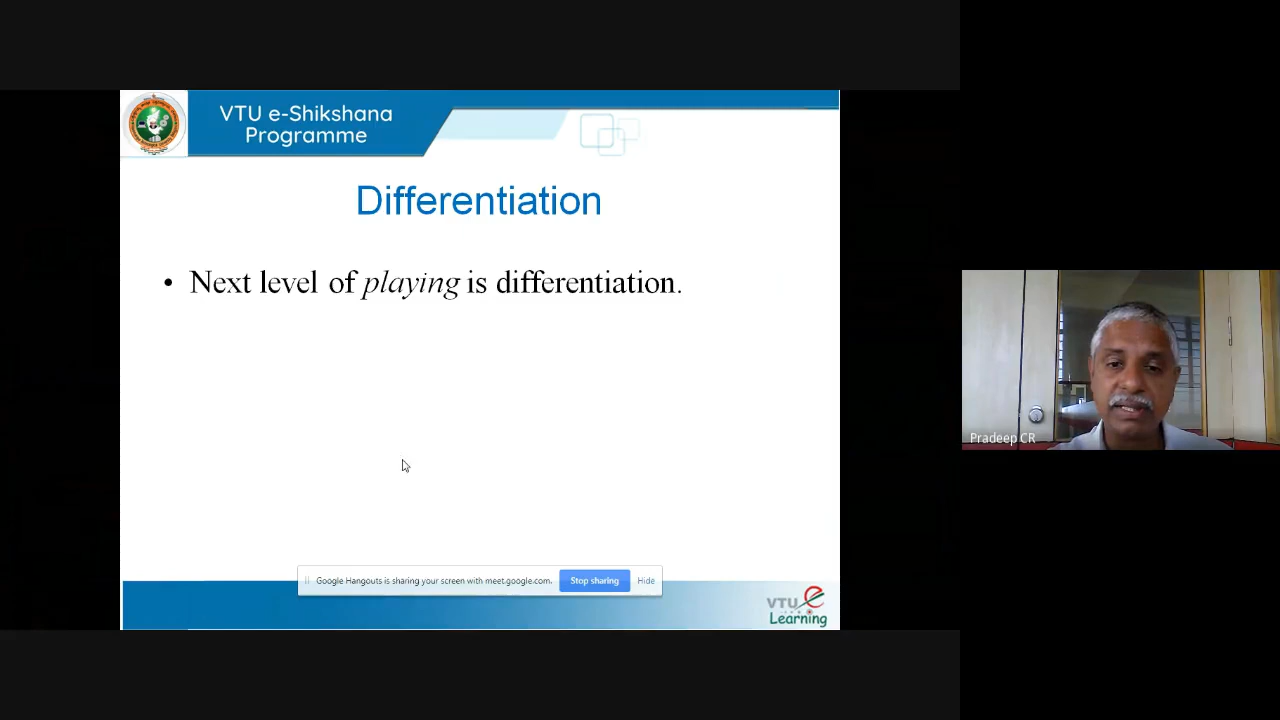 VTU e-Shikshana
Programme
Differentiation
• Next level of playing is differentiation.
Google Hangouts is sharing your screen with meet.google.com.
Stop sharing
Hide
VTU e
Learning
Pradeep CR